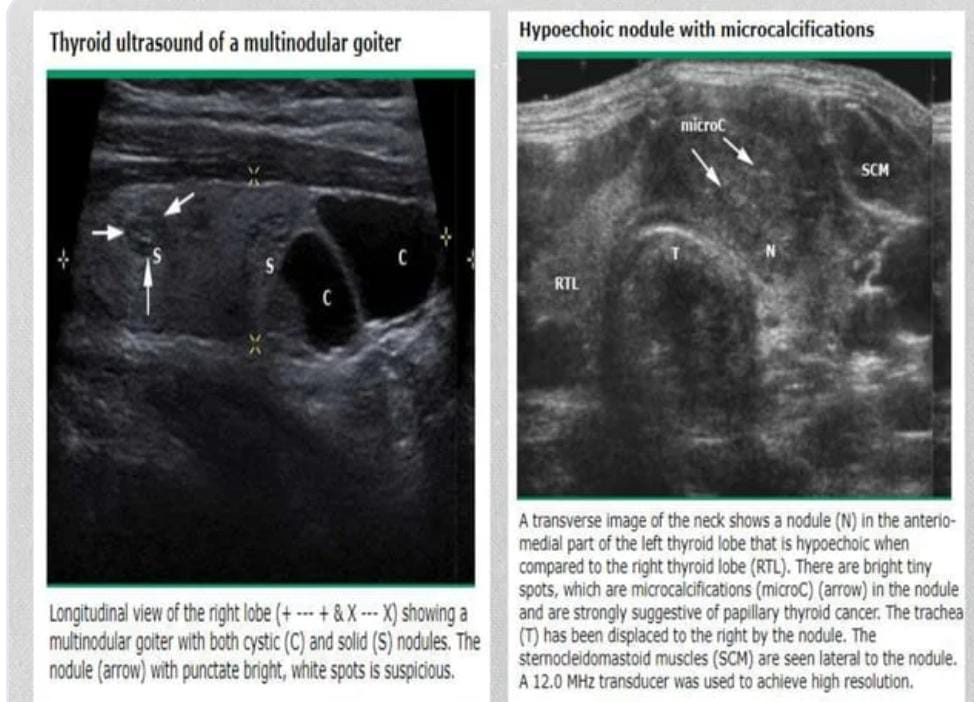 Thyroid ultrasound of a multinodular goiter
S
S
C
C
Longitudinal view of the right lobe (+ --- + & X --- X) showing a
multinodular goiter with both cystic (C) and solid (S) nodules. The
nodule (arrow) with punctate bright, white spots is suspicious.
Hypoechoic nodule with microcalcifications
microC
SCM
T
N
RTL
A transverse image of the neck shows a nodule (N) in the anterio-
medial part of the left thyroid lobe that is hypoechoic when
compared to the right thyroid lobe (RTL). There are bright tiny
spots, which are microcalcifications (microC) (arrow) in the nodule
and are strongly suggestive of papillary thyroid cancer. The trachea
(T) has been displaced to the right by the nodule. The
sternocleidomastoid muscles (SCM) are seen lateral to the nodule.
A 12.0 MHz transducer was used to achieve high resolution.